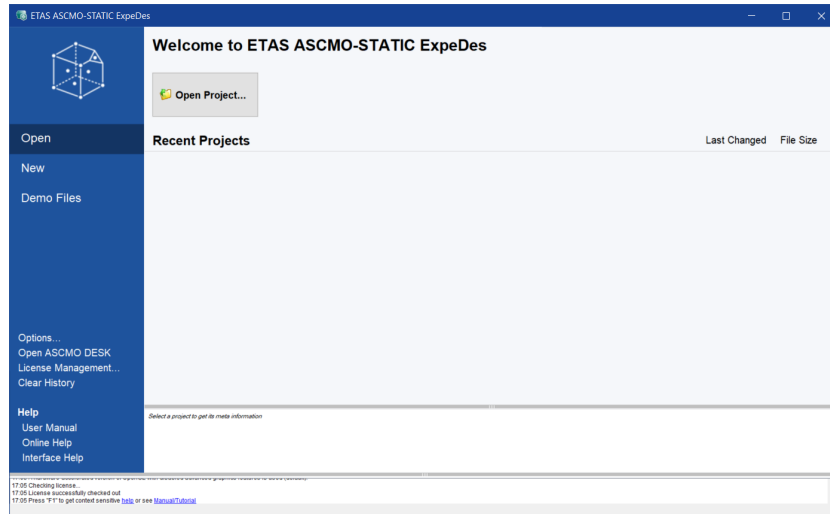 ETAS ASCMO-STATIC ExpeDes
Welcome to ETAS ASCMO-STATIC ExpeDes
Open Project...
Open
Recent Projects
Last Changed File Size
New
Demo Files
Options...
Open ASCMO DESK
License Management...
Clear History
Help
User Manual
Online Help
Interface Help
Select a project to get its meta information
17:05 Checking license...
17:05 License successfully checked out
17:05 Press "F1" to get context sensitive help or see Manual/Tutorial